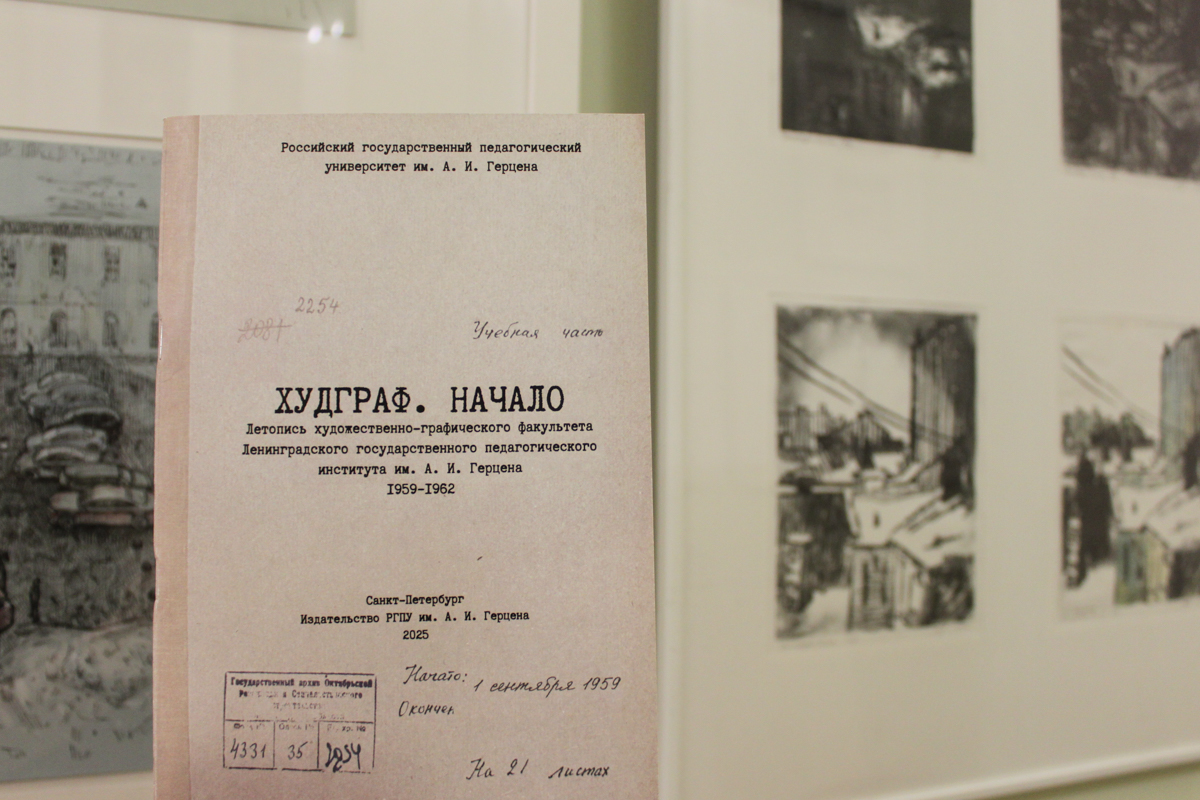 Российский государственный педагогический
университет им. А. И. Герцена
2254
2081
Учебная часть
ХУДГРАФ. НАЧАЛО
Летопись художественно-графического факультета
Ленинградского государственного педагогического
института им. А. И. Герцена
1959-1962
Санкт-Петербург
Издательство РГПУ им. А. И. Герцена
2025
Государственный архив Октябрьской
Начато: 1 сентября 1959
Окончен
4331 35 2254
На 21 листах